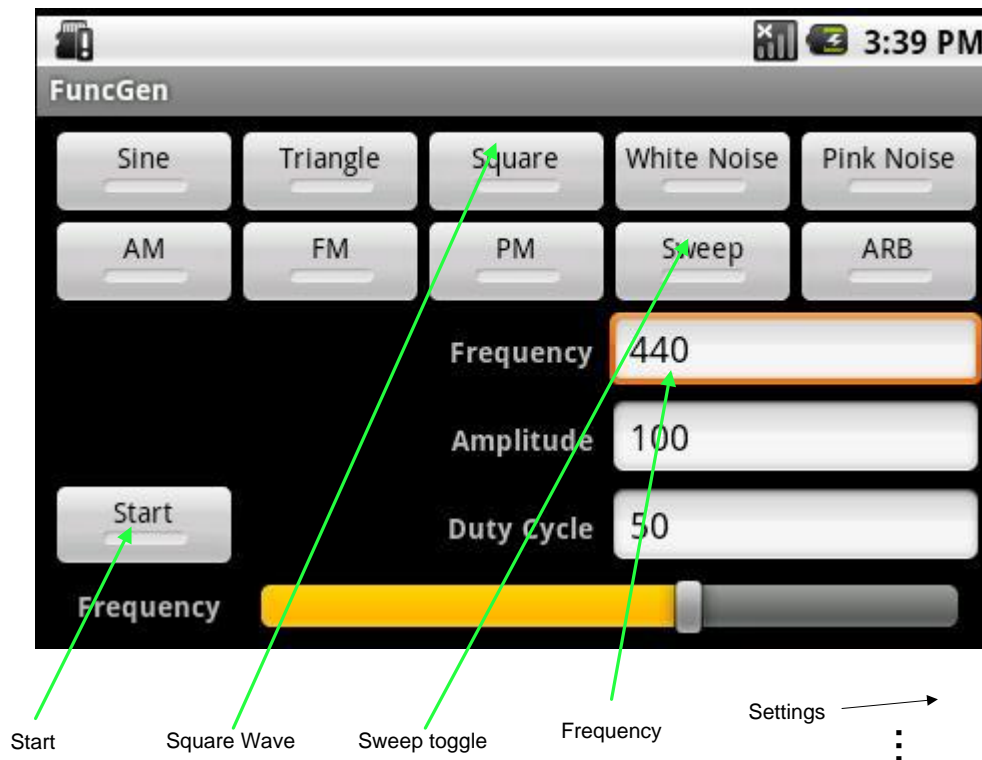 3:39 PM
FuncGen
Sine Triangle Square White Noise Pink Noise
AM FM PM Sweep ARB
Frequency 440
Amplitude 100
Start Duty Cycle 50
Frequency
Start Square Wave Sweep toggle Frequency Settings